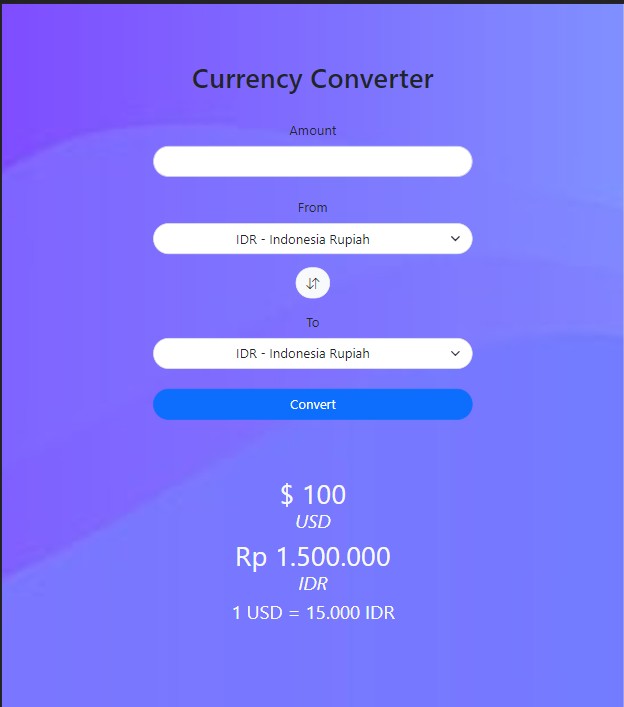 Currency Converter
Amount
From
IDR - Indonesia Rupiah
To
IDR - Indonesia Rupiah
Convert
$ 100
USD
Rp 1.500.000
IDR
1 USD = 15.000 IDR